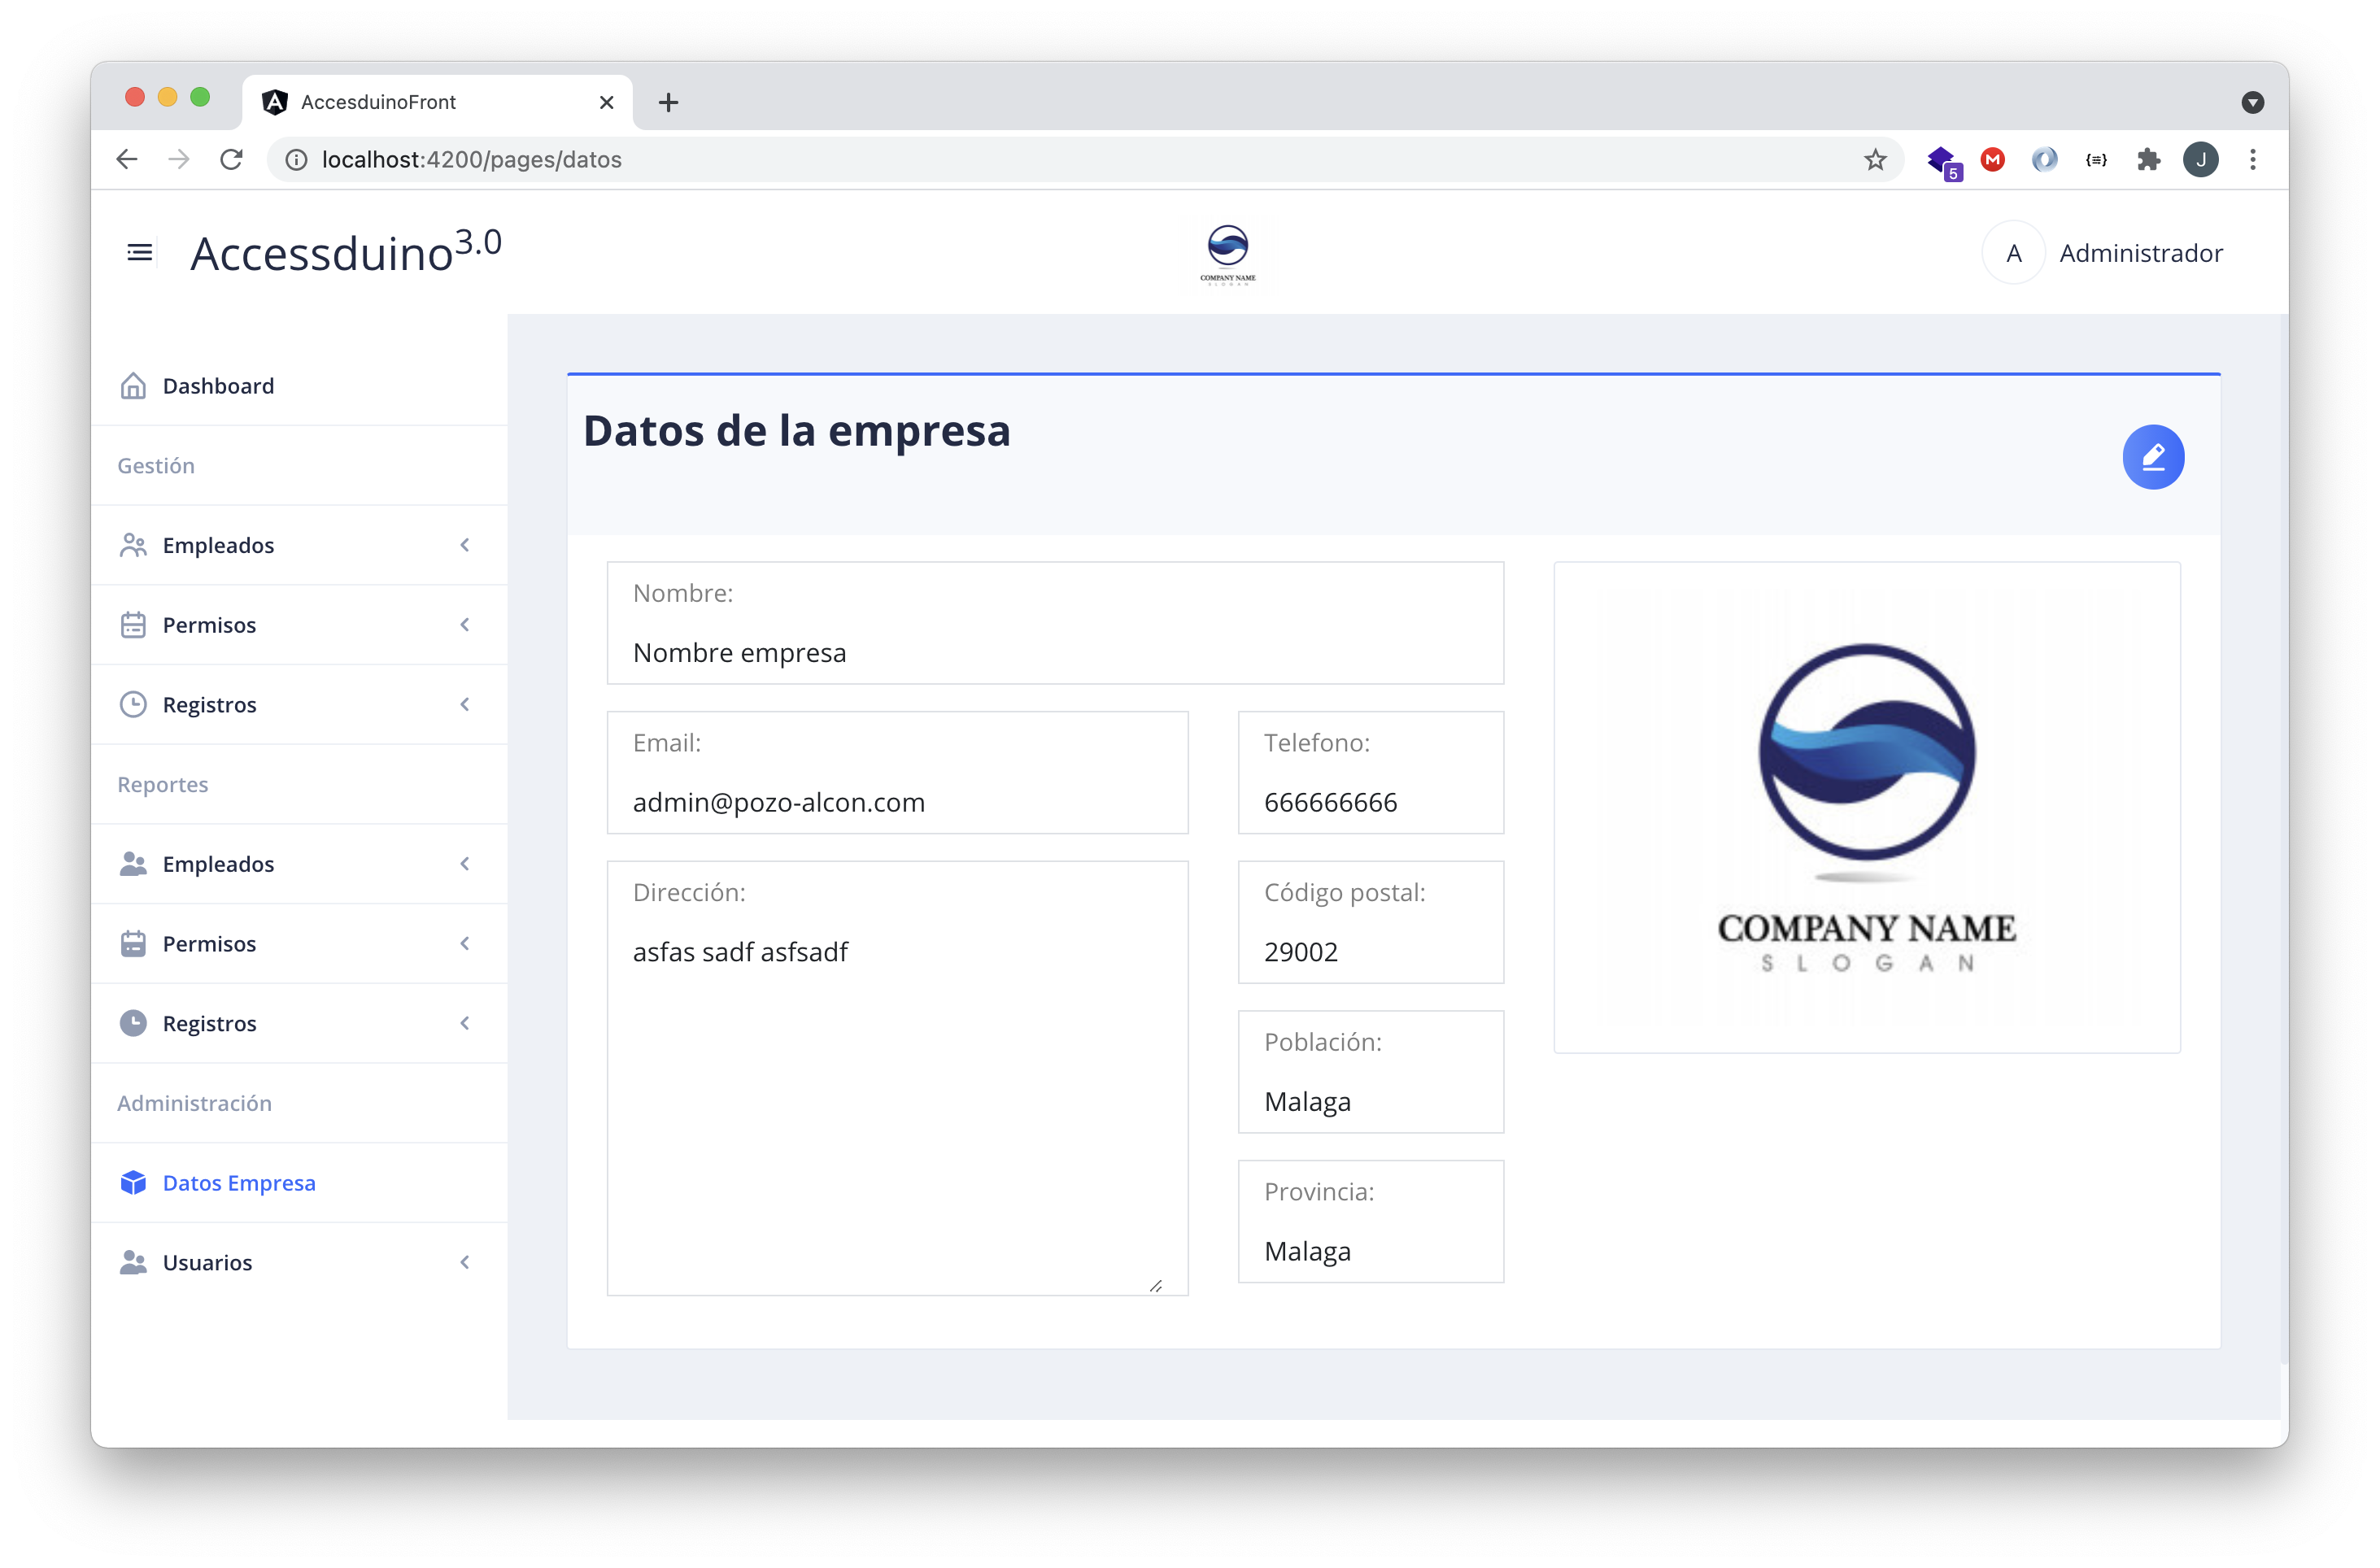 AccesduinoFront
localhost:4200/pages/datos
5
M
{≡}
J
Accessduino3.0
COMPANY NAME
SLOGAN
A Administrador
Dashboard
Gestión
Empleados
Permisos
Registros
Reportes
Empleados
Permisos
Registros
Administración
Datos Empresa
Usuarios
Datos de la empresa
Nombre:
Nombre empresa
Email:
admin@pozo-alcon.com
Telefono:
666666666
Dirección:
asfas sadf asfsadf
Código postal:
29002
Población:
Malaga
Provincia:
Malaga
COMPANY NAME
SLOGAN